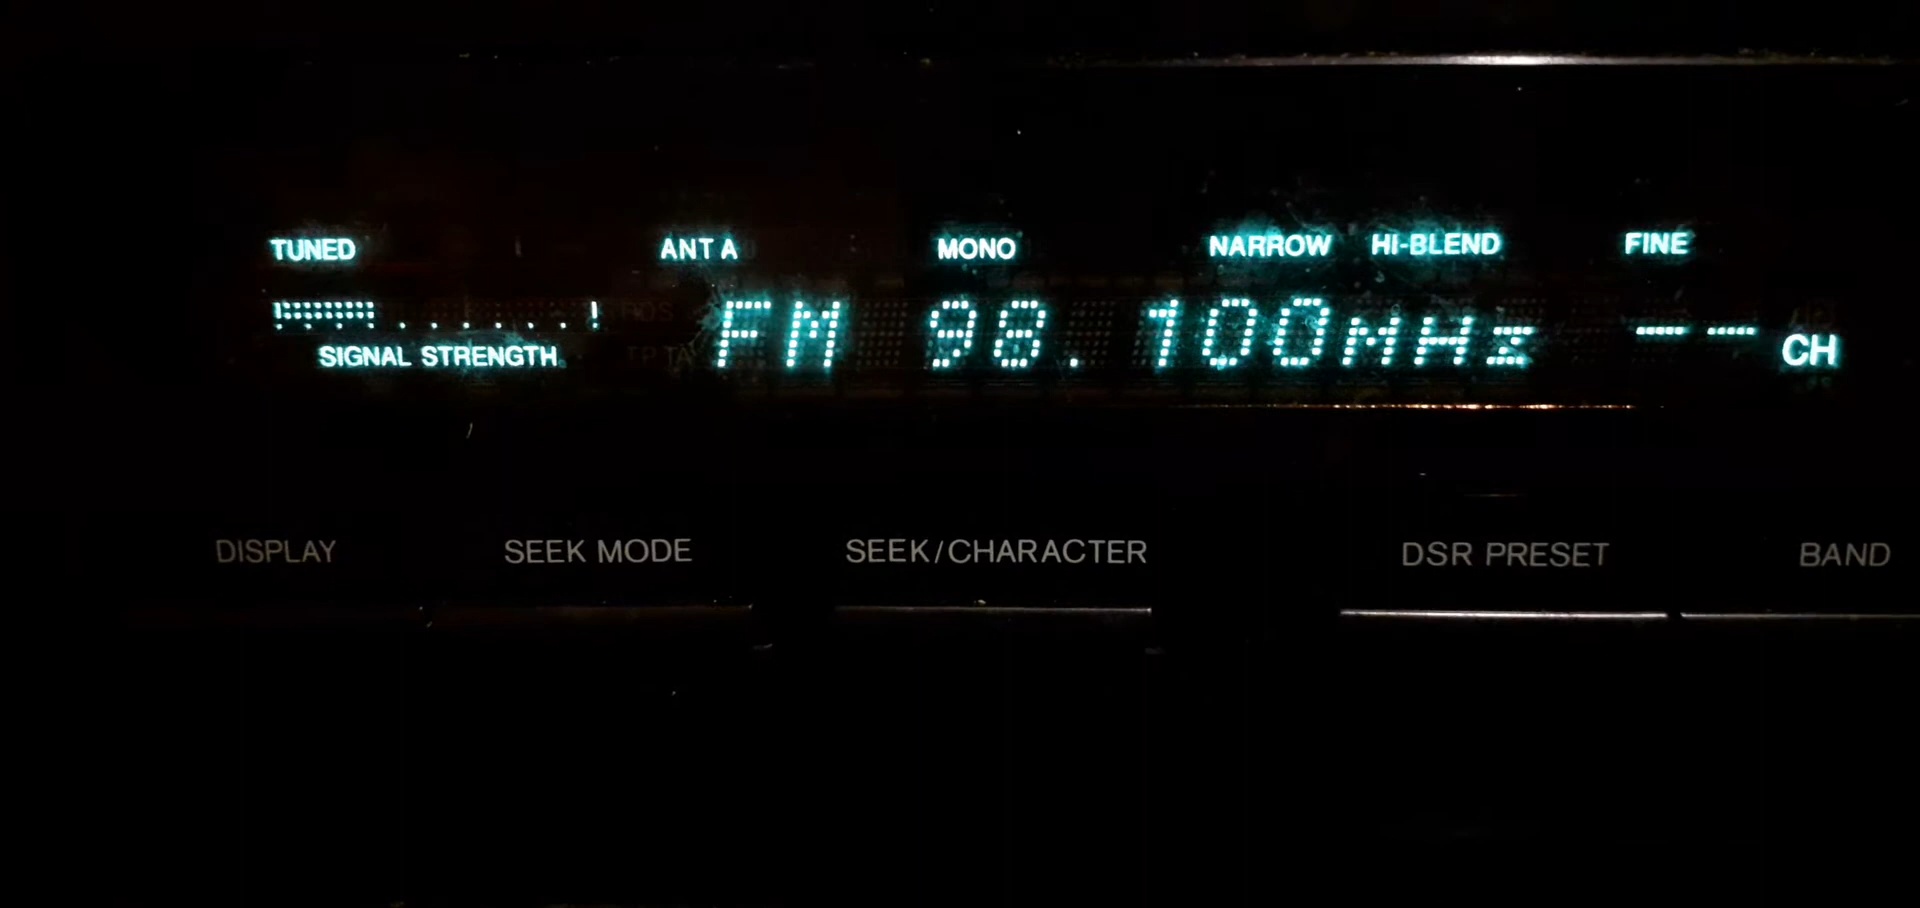 TUNED ANT A MONO NARROW HI-BLEND FINE
FM 98.100MHz -- CH
SIGNAL STRENGTH
DISPLAY SEEK MODE SEEK/CHARACTER DSR PRESET BAND